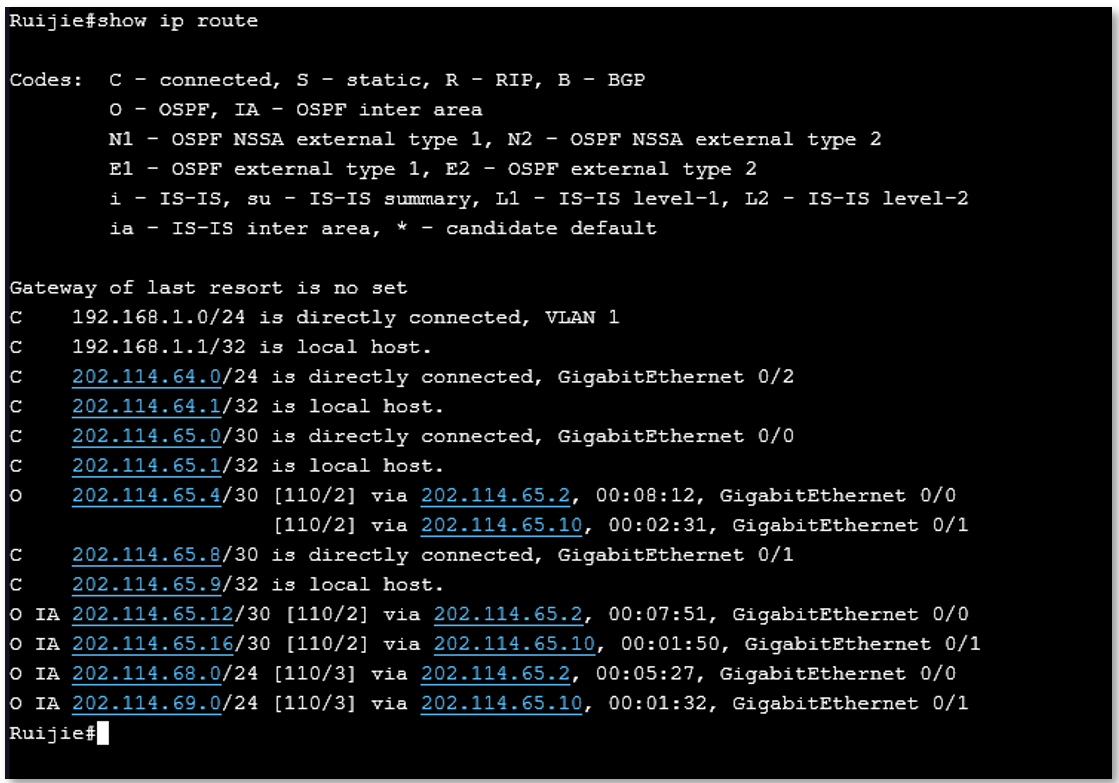 Ruijie#show ip route
Codes:  C - connected, S - static, R - RIP, B - BGP
        O - OSPF, IA - OSPF inter area
        N1 - OSPF NSSA external type 1, N2 - OSPF NSSA external type 2
        E1 - OSPF external type 1, E2 - OSPF external type 2
        i - IS-IS, su - IS-IS summary, L1 - IS-IS level-1, L2 - IS-IS level-2
        ia - IS-IS inter area, * - candidate default
Gateway of last resort is no set
C    192.168.1.0/24 is directly connected, VLAN 1
C    192.168.1.1/32 is local host.
C    202.114.64.0/24 is directly connected, GigabitEthernet 0/2
C    202.114.64.1/32 is local host.
C    202.114.65.0/30 is directly connected, GigabitEthernet 0/0
C    202.114.65.1/32 is local host.
O    202.114.65.4/30 [110/2] via 202.114.65.2, 00:08:12, GigabitEthernet 0/0
                     [110/2] via 202.114.65.10, 00:02:31, GigabitEthernet 0/1
C    202.114.65.8/30 is directly connected, GigabitEthernet 0/1
C    202.114.65.9/32 is local host.
O IA 202.114.65.12/30 [110/2] via 202.114.65.2, 00:07:51, GigabitEthernet 0/0
O IA 202.114.65.16/30 [110/2] via 202.114.65.10, 00:01:50, GigabitEthernet 0/1
O IA 202.114.68.0/24 [110/3] via 202.114.65.2, 00:05:27, GigabitEthernet 0/0
O IA 202.114.69.0/24 [110/3] via 202.114.65.10, 00:01:32, GigabitEthernet 0/1
Ruijie#